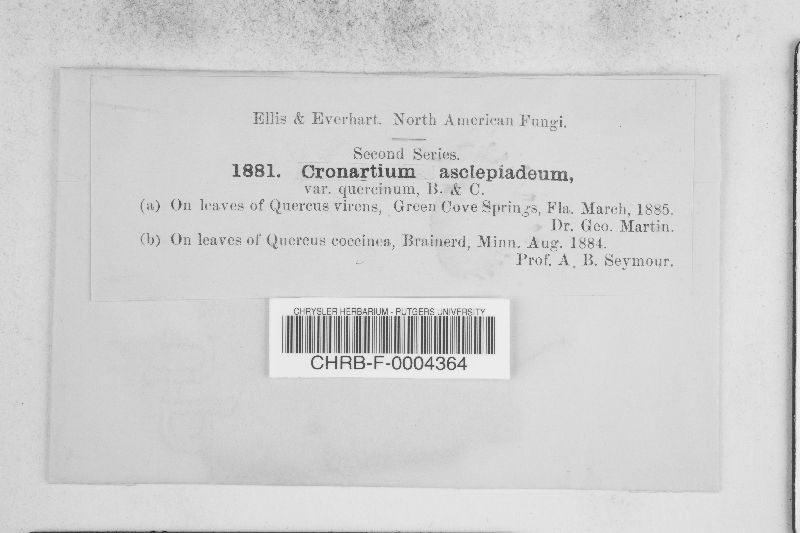 Ellis & Everhart. North American Fungi.
Second Series.
1881. Cronartium asclepiadeum,
var. quercinum, B. & C.
(a) On leaves of Quercus virens, Green Cove Springs, Fla. March, 1885.
Dr. Geo. Martin.
(b) On leaves of Quercus coccinea, Brainerd, Minn. Aug. 1884.
Prof. A. B. Seymour.
CHRYSLER HERBARIUM - RUTGERS UNIVERSITY
CHRB-F-0004364